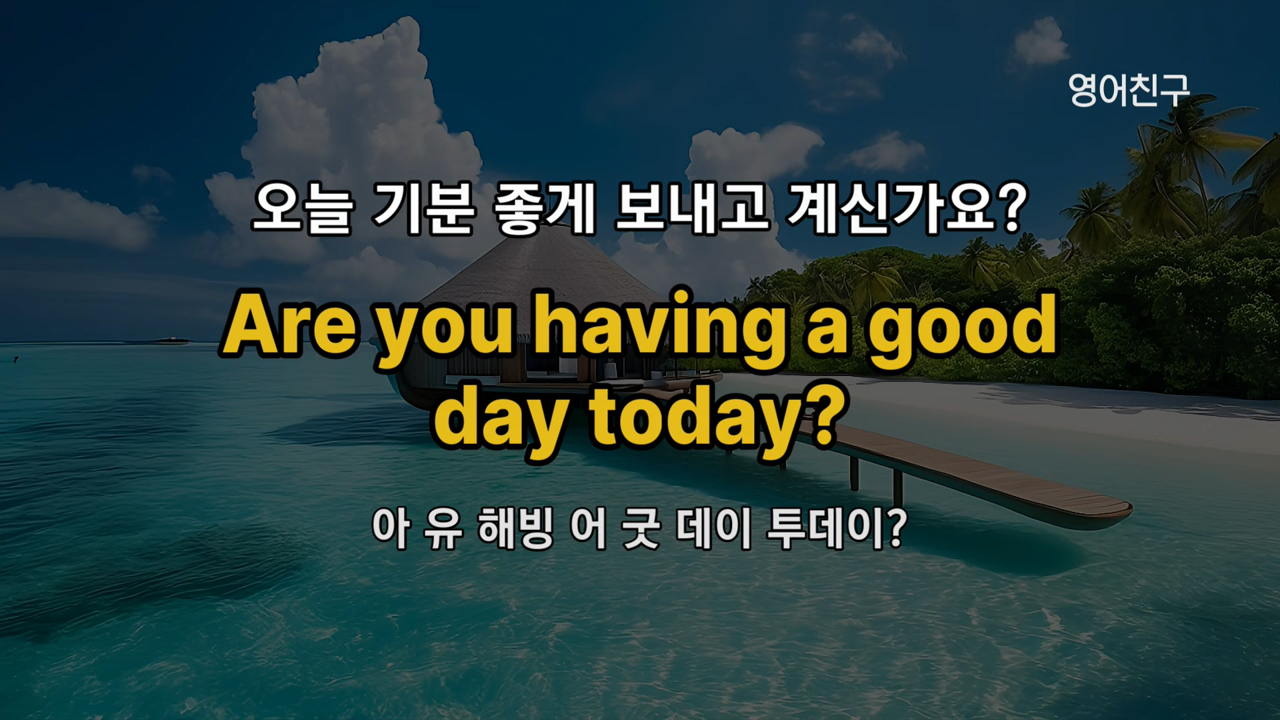 영어친구
오늘 기분 좋게 보내고 계신가요?
Are you having a good
day today?
아 유 해빙 어 굿 데이 투데이?